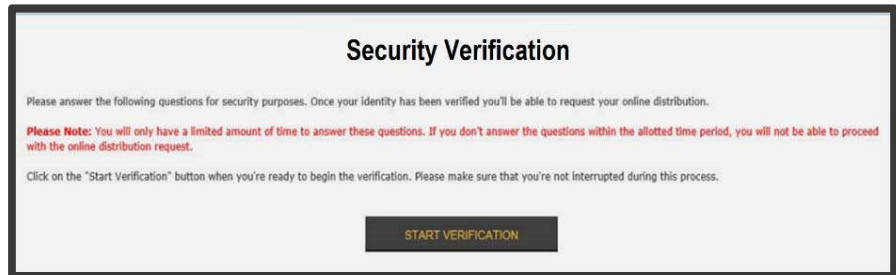 Security Verification
Please answer the following questions for security purposes. Once your identity has been verified you'll be able to request your online distribution.
Please Note: You will only have a limited amount of time to answer these questions. If you don't answer the questions within the allotted time period, you will not be able to proceed
with the online distribution request.
Click on the "Start Verification" button when you're ready to begin the verification. Please make sure that you're not interrupted during this process.
START VERIFICATION